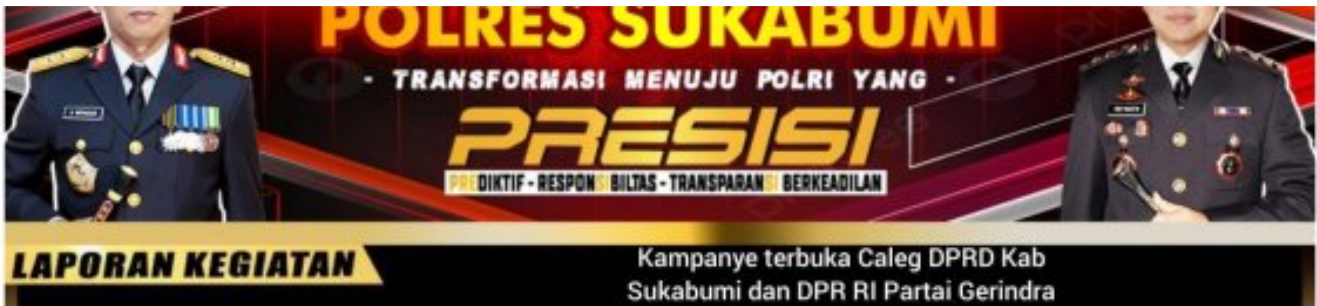 POLRES SUKABUMI
- TRANSFORMASI MENUJU POLRI YANG -
PRESISI
PREDIKTIF - RESPONSIBILTAS - TRANSPARANSI BERKEADILAN
LAPORAN KEGIATAN
Kampanye terbuka Caleg DPRD Kab
Sukabumi dan DPR RI Partai Gerindra